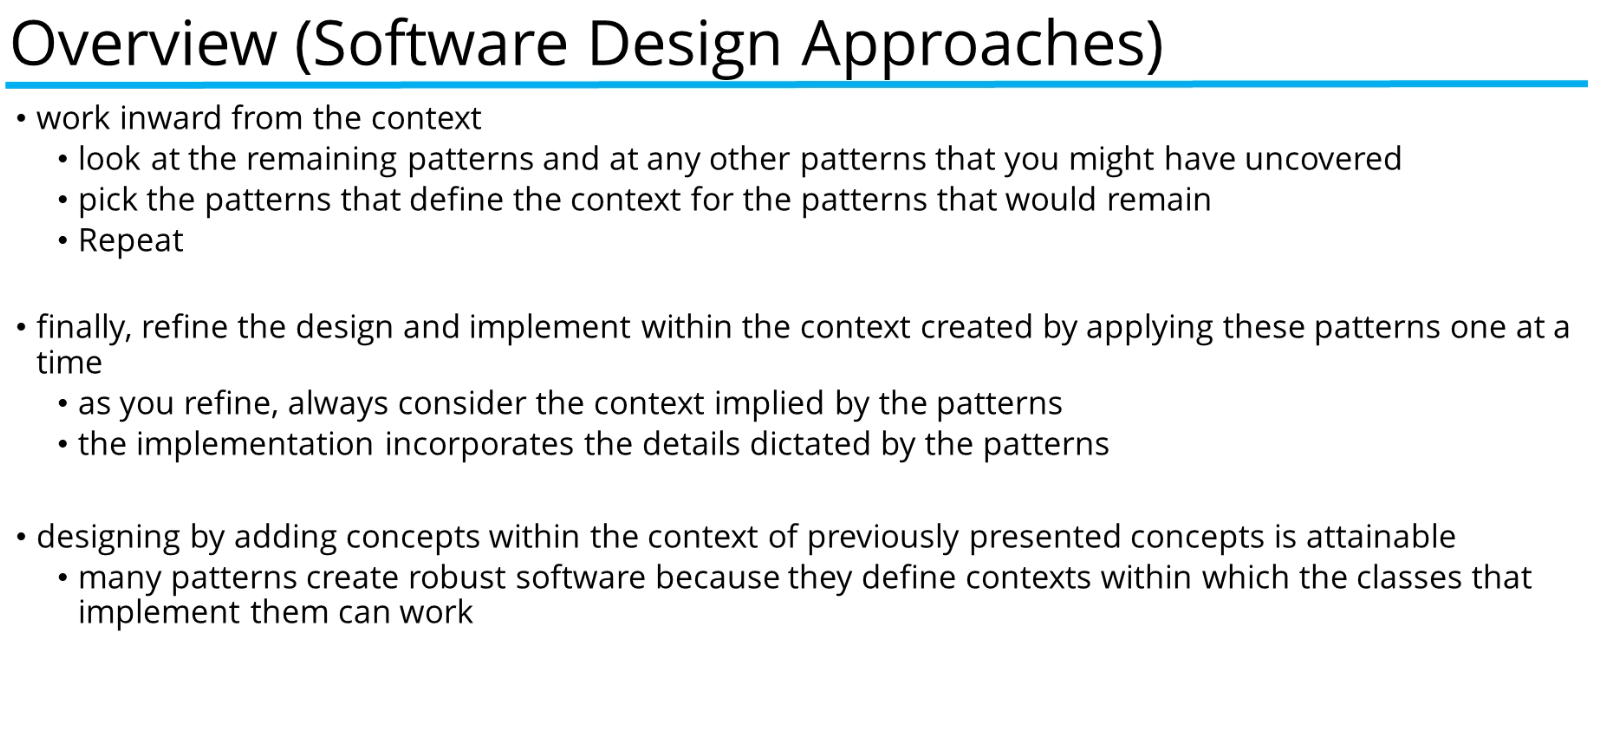 Overview (Software Design Approaches)
• work inward from the context
• look at the remaining patterns and at any other patterns that you might have uncovered
• pick the patterns that define the context for the patterns that would remain
• Repeat
• finally, refine the design and implement within the context created by applying these patterns one at a
time
• as you refine, always consider the context implied by the patterns
• the implementation incorporates the details dictated by the patterns
• designing by adding concepts within the context of previously presented concepts is attainable
• many patterns create robust software because they define contexts within which the classes that
implement them can work